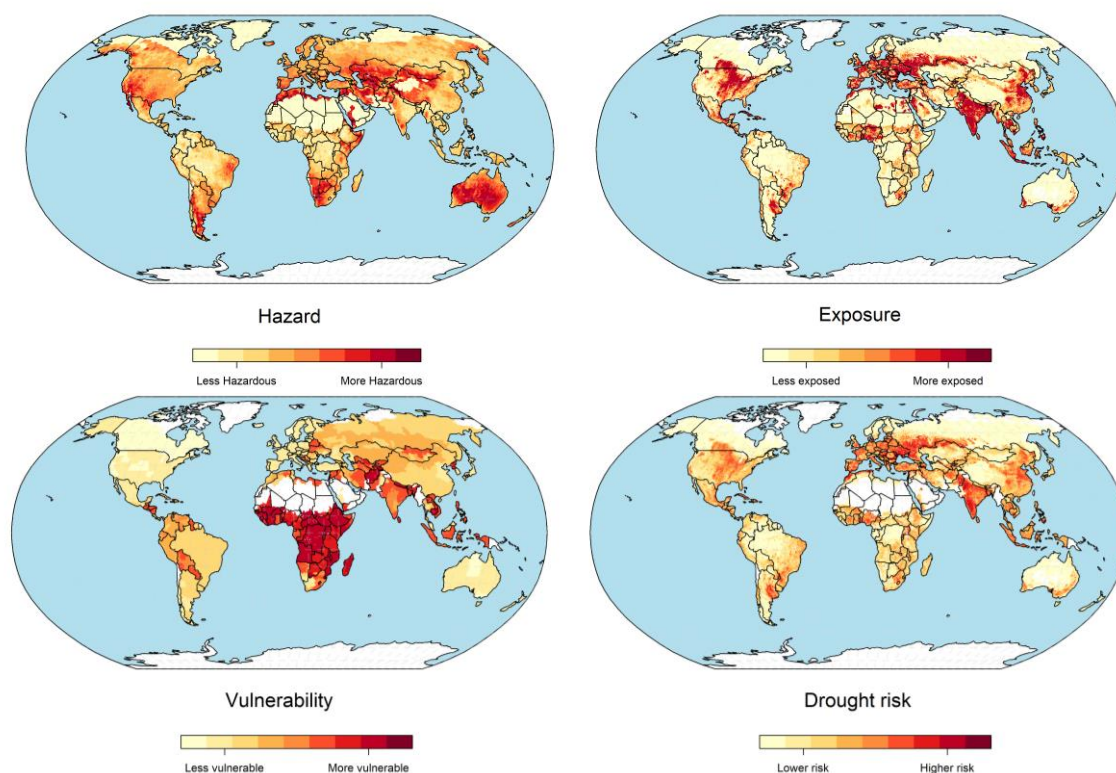 Hazard
Exposure
Less Hazardous More Hazardous
Less exposed More exposed
Vulnerability
Drought risk
Less vulnerable More vulnerable
Lower risk Higher risk